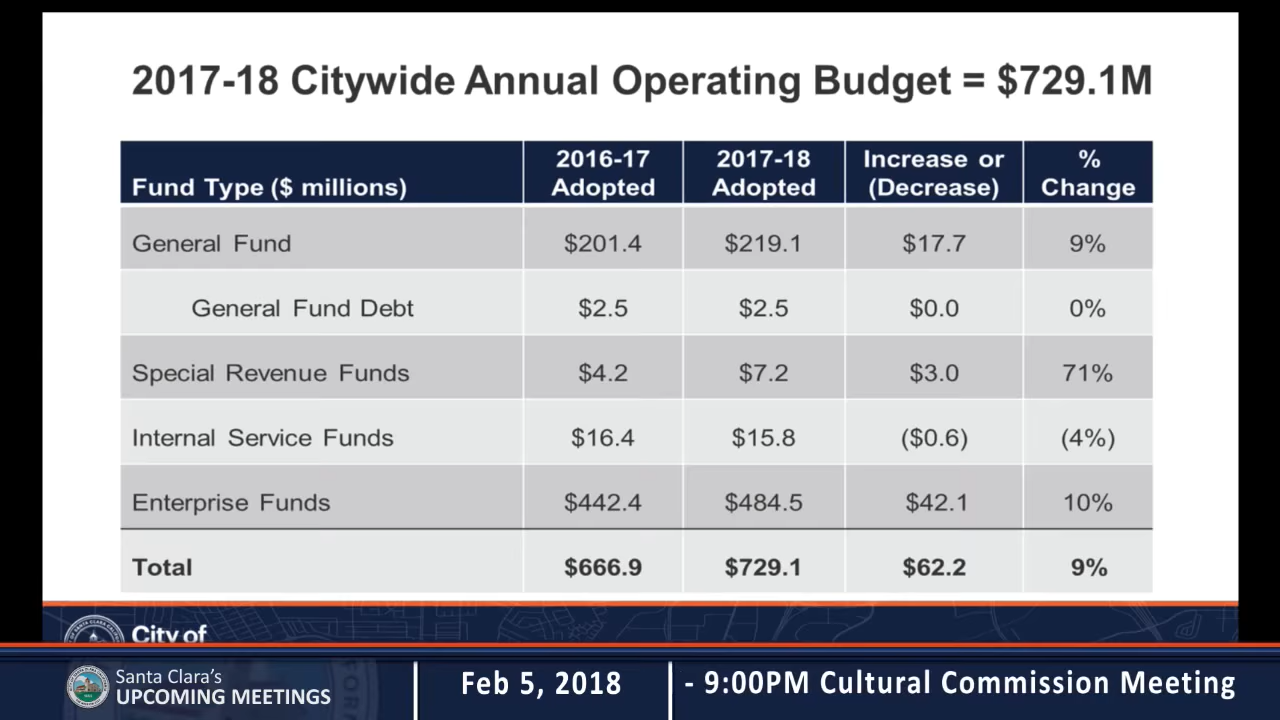 2017-18 Citywide Annual Operating Budget = $729.1M
Fund Type ($ millions) 2016-17 Adopted 2017-18 Adopted Increase or (Decrease) % Change
General Fund $201.4 $219.1 $17.7 9%
General Fund Debt $2.5 $2.5 $0.0 0%
Special Revenue Funds $4.2 $7.2 $3.0 71%
Internal Service Funds $16.4 $15.8 ($0.6) (4%)
Enterprise Funds $442.4 $484.5 $42.1 10%
Total $666.9 $729.1 $62.2 9%
City of
Santa Clara's
UPCOMING MEETINGS
Feb 5, 2018
- 9:00PM Cultural Commission Meeting